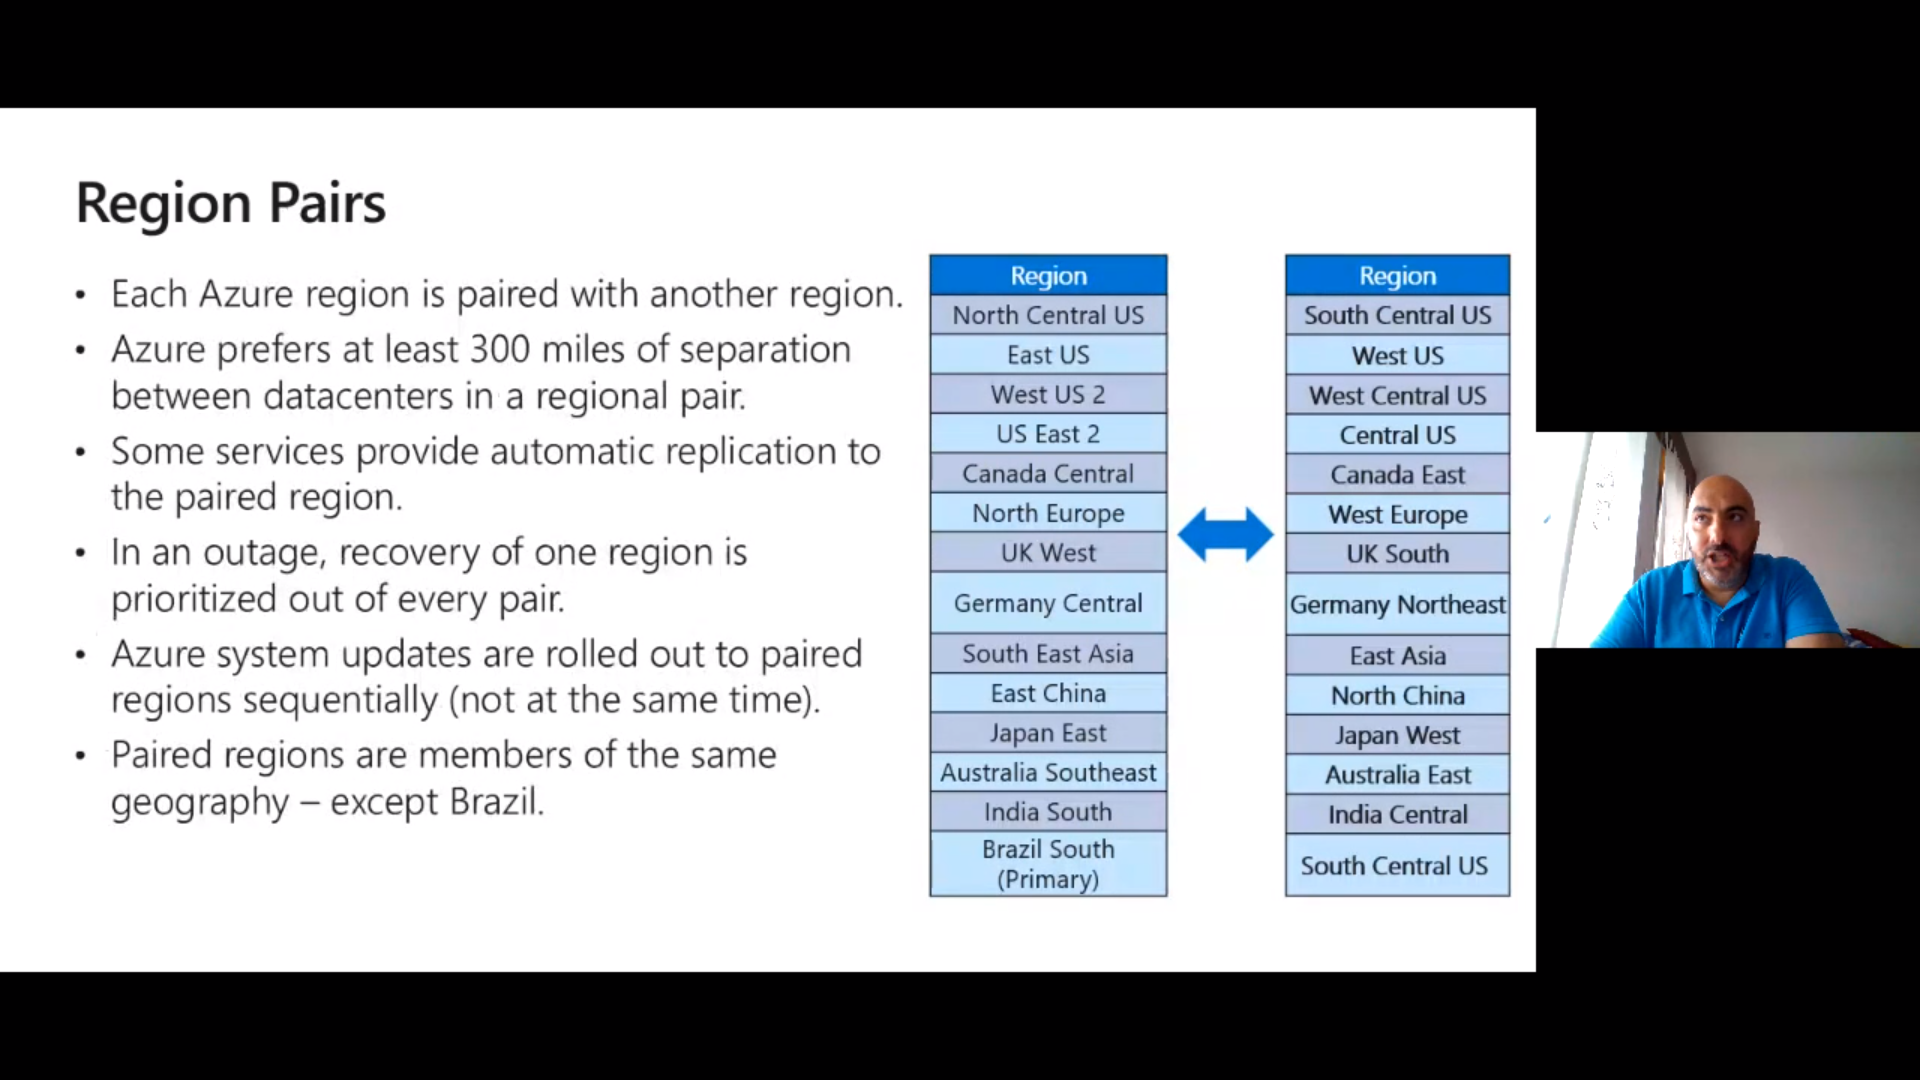 Region Pairs
• Each Azure region is paired with another region.
• Azure prefers at least 300 miles of separation
between datacenters in a regional pair.
• Some services provide automatic replication to
the paired region.
• In an outage, recovery of one region is
prioritized out of every pair.
• Azure system updates are rolled out to paired
regions sequentially (not at the same time).
• Paired regions are members of the same
geography – except Brazil.
Region
North Central US
East US
West US 2
US East 2
Canada Central
North Europe
UK West
Germany Central
South East Asia
East China
Japan East
Australia Southeast
India South
Brazil South
(Primary)
Region
South Central US
West US
West Central US
Central US
Canada East
West Europe
UK South
Germany Northeast
East Asia
North China
Japan West
Australia East
India Central
South Central US